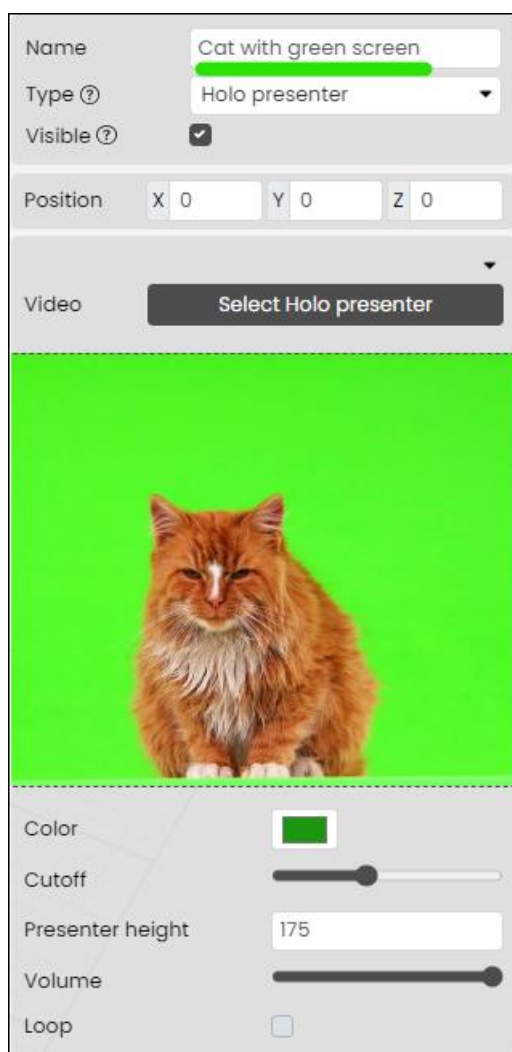 Name Cat with green screen
Type ? Holo presenter
Visible ?
Position X 0 Y 0 Z 0
Video Select Holo presenter
Color
Cutoff
Presenter height 175
Volume
Loop